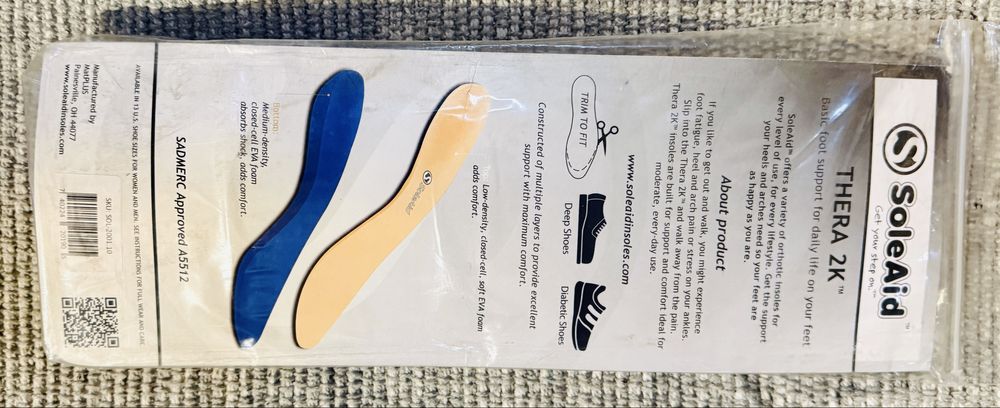 SoleAid™
Get your step on.™
THERA 2K™
Basic foot support for daily life on your feet
SoleAid™ offers a variety of orthotic insoles for
every level of use, for every lifestyle. Get the support
your heels and arches need so your feet are
as happy as you are.
About product
If you like to get out and walk, you might experience
foot fatigue, heel and arch pain or stress on your ankles.
Slip into the Thera 2K™ and walk away from the pain.
Thera 2K™ insoles are built for support and comfort ideal for
moderate, every-day use.
www.soleaidinsoles.com
TRIM TO FIT
Deep Shoes
Diabetic Shoes
Constructed of multiple layers to provide excellent
support with maximum comfort.
Low-density, closed-cell, soft EVA foam
adds comfort.
SoleAid
Bottom:
Medium-density,
closed-cell EVA foam
absorbs shock, adds comfort.
SADMERC Approved A5512
AVAILABLE IN 13 U.S. SHOE SIZES FOR WOMEN AND MEN. SEE INSTRUCTIONS FOR FULL WEAR AND CARE
Manufactured by
MatPLUS
Painesville, OH 44077
www.soleaidinsoles.com